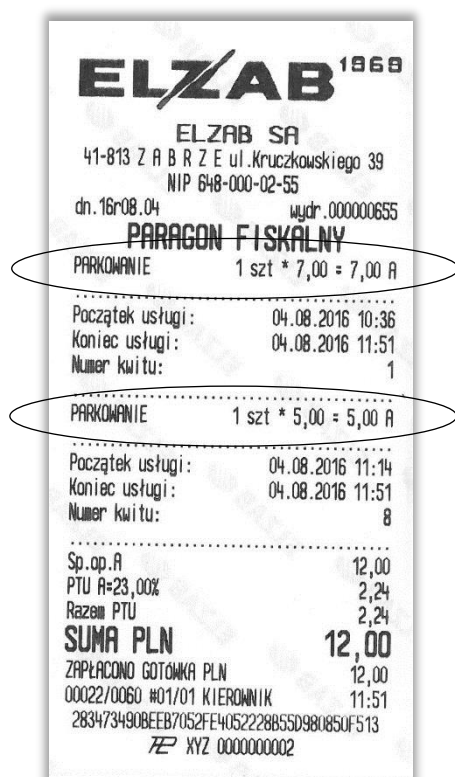 ELZAB 1969
ELZAB SA
41-813 Z A B R Z E ul.Kruczkowskiego 39
NIP 648-000-02-55
dn.16r08.04 wydr.000000655
PARAGON FISKALNY
PARKOWANIE 1 szt * 7,00 = 7,00 A
Początek usługi: 04.08.2016 10:36
Koniec usługi: 04.08.2016 11:51
Numer kwitu: 1
PARKOWANIE 1 szt * 5,00 = 5,00 A
Początek usługi: 04.08.2016 11:14
Koniec usługi: 04.08.2016 11:51
Numer kwitu: 8
Sp.op.A 12,00
PTU A=23,00% 2,24
Razem PTU 2,24
SUMA PLN 12,00
ZAPŁACONO GOTÓWKA PLN 12,00
00022/0060 #01/01 KIEROWNIK 11:51
283473490BEEB7052FE4052228B55D980850F513
XYZ 0000000002